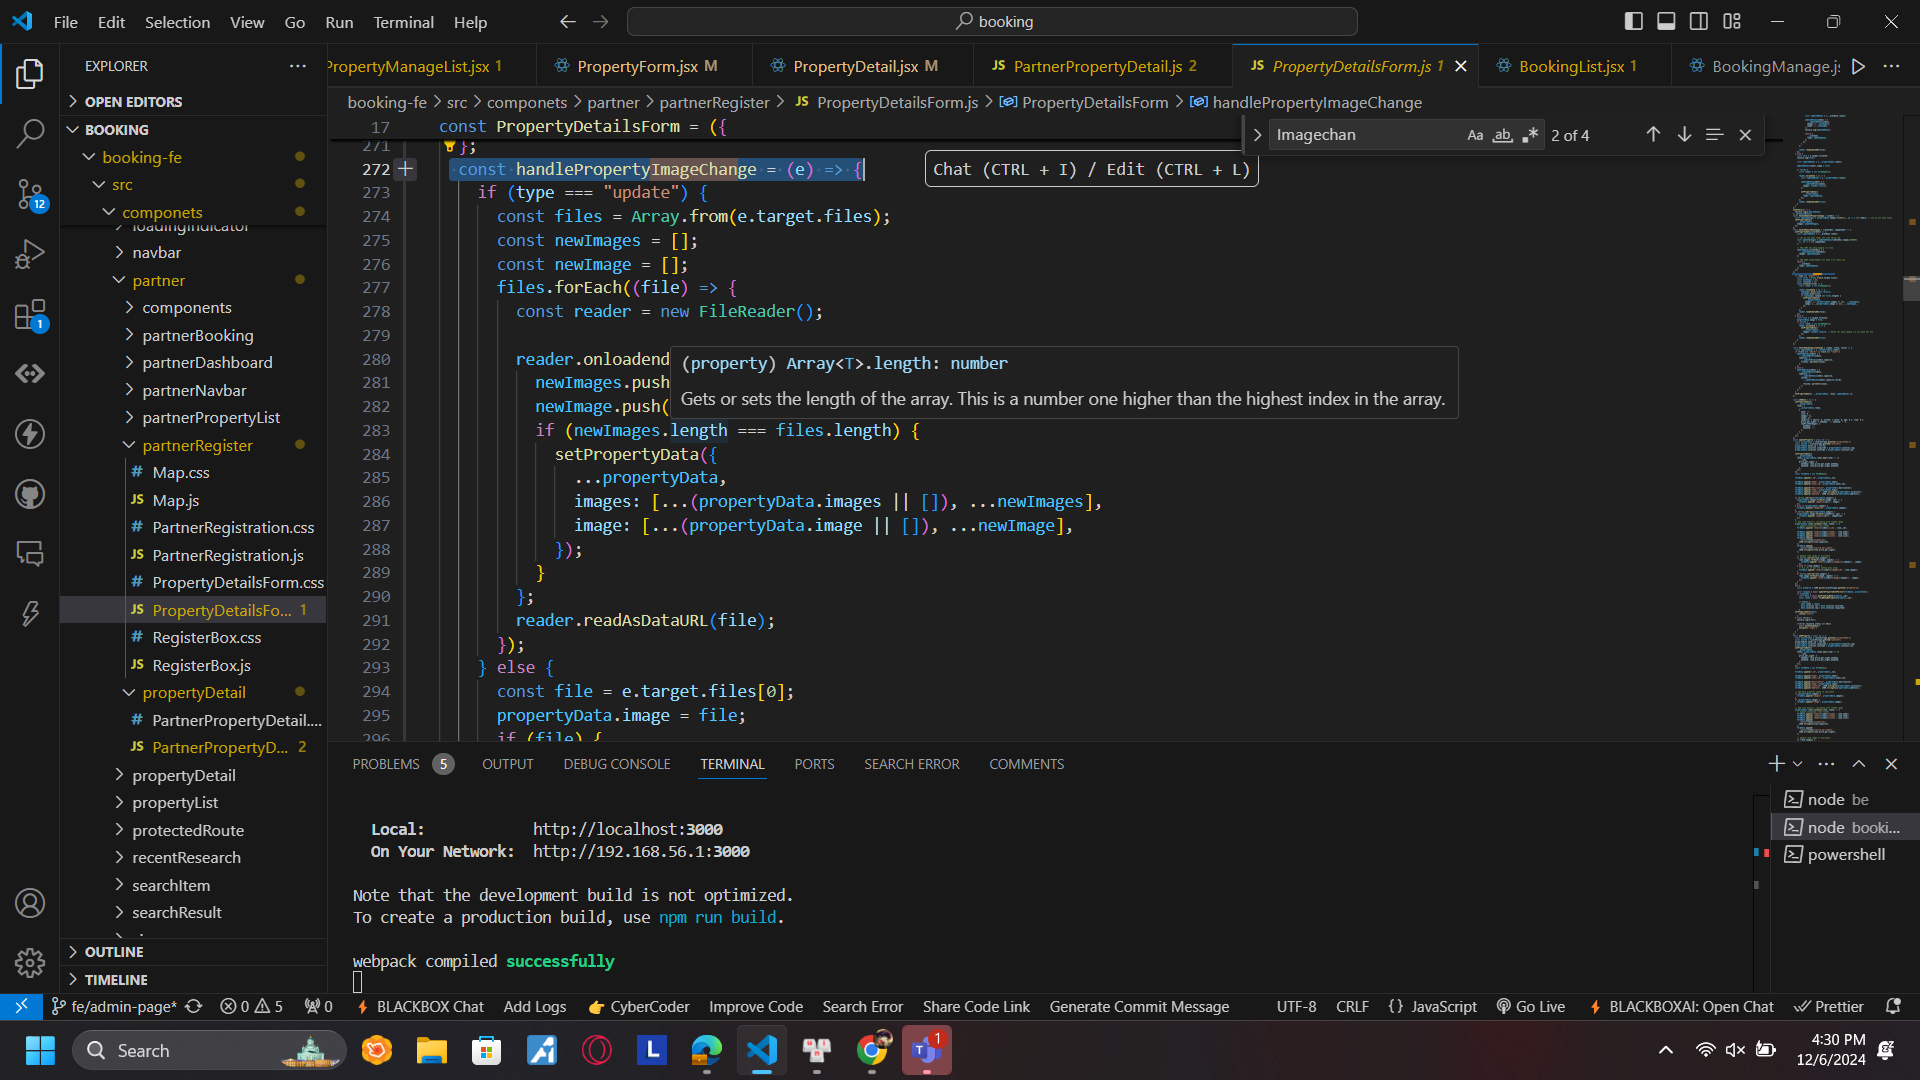 File Edit Selection View Go Run Terminal Help
booking
EXPLORER
OPEN EDITORS
BOOKING
booking-fe
src
componets
loadingIndicator
navbar
partner
components
partnerBooking
partnerDashboard
partnerNavbar
partnerPropertyList
partnerRegister
# Map.css
JS Map.js
# PartnerRegistration.css
JS PartnerRegistration.js
# PropertyDetailsForm.css
JS PropertyDetailsFo... 1
# RegisterBox.css
JS RegisterBox.js
propertyDetail
# PartnerPropertyDetail....
JS PartnerPropertyD... 2
propertyDetail
propertyList
protectedRoute
recentResearch
searchItem
searchResult
OUTLINE
TIMELINE
12
1
PropertyManageList.jsx 1
PropertyForm.jsx M
PropertyDetail.jsx M
JS PartnerPropertyDetail.js 2
JS PropertyDetailsForm.js 1
BookingList.jsx 1
BookingManage.js
booking-fe > src > componets > partner > partnerRegister > JS PropertyDetailsForm.js > PropertyDetailsForm > handlePropertyImageChange
Imagechan Aa ab 2 of 4
17 const PropertyDetailsForm = ({
271 };
272 const handlePropertyImageChange = (e) => {
Chat (CTRL + I) / Edit (CTRL + L)
273 if (type === "update") {
274 const files = Array.from(e.target.files);
275 const newImages = [];
276 const newImage = [];
277 files.forEach((file) => {
278 const reader = new FileReader();
279
280 reader.onloadend
(property) Array<T>.length: number
281 newImages.push
Gets or sets the length of the array. This is a number one higher than the highest index in the array.
282 newImage.push(
283 if (newImages.length === files.length) {
284 setPropertyData({
285 ...propertyData,
286 images: [...(propertyData.images || []), ...newImages],
287 image: [...(propertyData.image || []), ...newImage],
288 });
289 }
290 };
291 reader.readAsDataURL(file);
292 });
293 } else {
294 const file = e.target.files[0];
295 propertyData.image = file;
296 if (file) {
PROBLEMS 5 OUTPUT DEBUG CONSOLE TERMINAL PORTS SEARCH ERROR COMMENTS
Local: http://localhost:3000
On Your Network: http://192.168.56.1:3000
Note that the development build is not optimized.
To create a production build, use npm run build.
webpack compiled successfully
node be
node booki...
powershell
fe/admin-page* 0 5 0 BLACKBOX Chat Add Logs CyberCoder Improve Code Search Error Share Code Link Generate Commit Message UTF-8 CRLF {} JavaScript Go Live BLACKBOXAI: Open Chat Prettier
Search
L
T 1
4:30 PM
12/6/2024